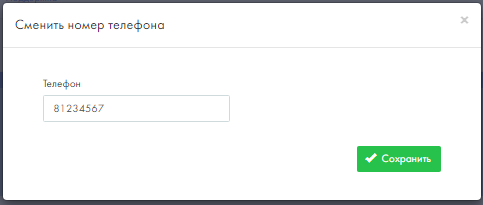 Сменить номер телефона
×
Телефон
81234567
Сохранить